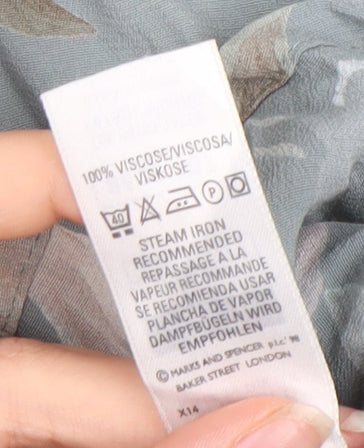 100% VISCOSE/VISCOSA/
VISKOSE
40 P
STEAM IRON
RECOMMENDED
REPASSAGE A LA
VAPEUR RECOMMANDE
SE RECOMIENDA USAR
PLANCHA DE VAPOR
DAMPFBÜGELN WIRD
EMPFOHLEN
© MARKS AND SPENCER p.l.c. '98
BAKER STREET LONDON
X14